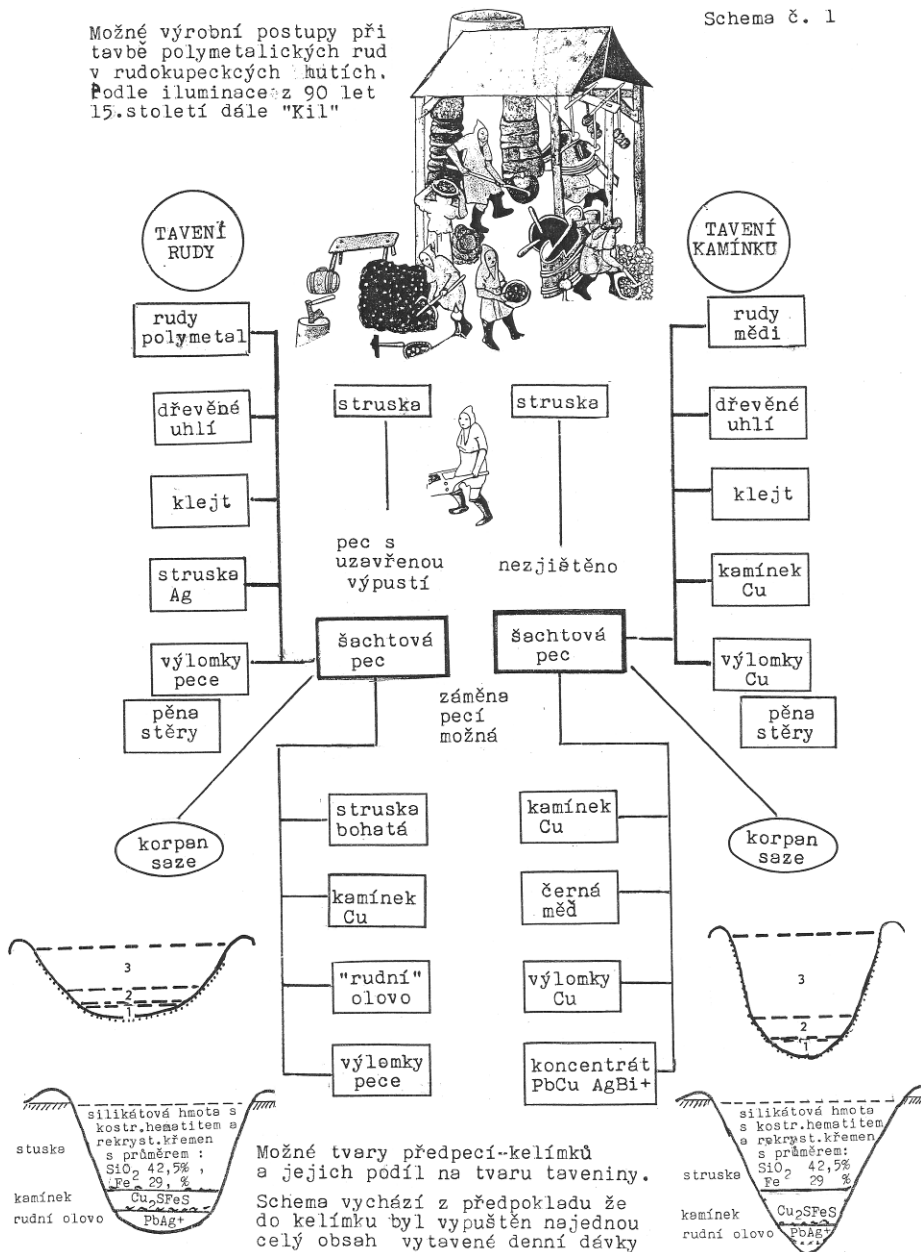 Možné výrobní postupy při
tavbě polymetalických rud
v rudokupeckcých hutích.
Podle iluminace z 90 let
15.století dále "Kil"
Schema č. 1
TAVENÍ
RUDY
TAVENÍ
KAMÍNKU
rudy
polymetal
dřevěné
uhlí
klejt
struska
Ag
výlomky
pece
pěna
stěry
korpan
saze
struska
pec s
uzavřenou
výpustí
šachtová
pec
struska
nezjištěno
šachtová
pec
záměna
pecí
možná
rudy
mědi
dřevěné
uhlí
klejt
kamínek
Cu
výlomky
Cu
pěna
stěry
korpan
saze
struska
bohatá
kamínek
Cu
"rudní"
olovo
výlomky
pece
kamínek
Cu
černá
měď
výlomky
Cu
koncentrát
PbCu AgBi+
3
2
1
3
2
1
silikátová hmota s
kostr.hematitem a
rekryst.křemen
s průměrem :
SiO2 42,5% ,
Fe 29, %
stuska
kamínek
Cu2SFeS
rudní olovo
PbAg+
Možné tvary předpecí-kelímků
a jejich podíl na tvaru taveniny.
Schema vychází z předpokladu že
do kelímku byl vypuštěn najednou
celý obsah vytavené denní dávky
silikátová hmota
s kostr.hematitem
a rekryst.křemen
s průměrem:
SiO2 42,5%
Fe 29 %
struska
kamínek
Cu2SFeS
rudní olovo
PbAg+